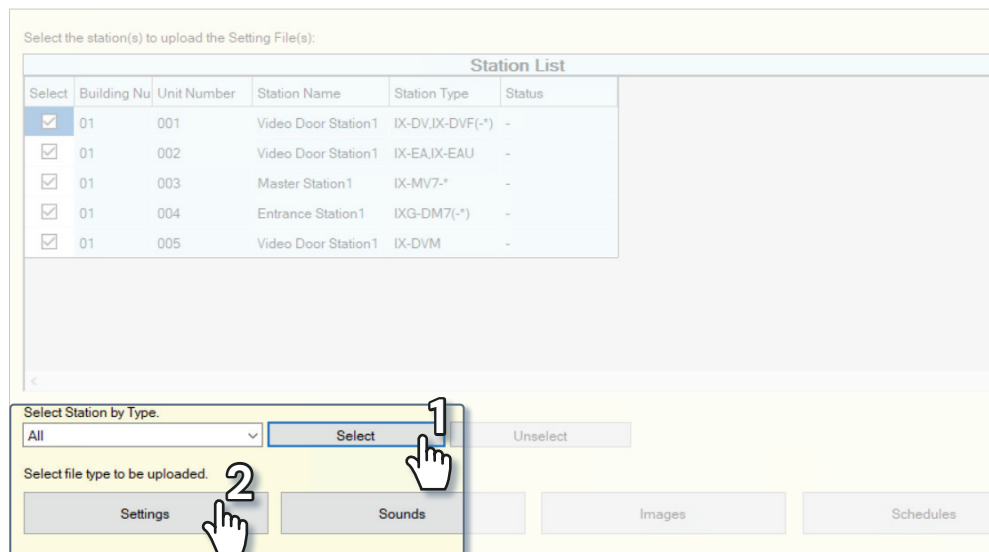 Select the station(s) to upload the Setting File(s):
Station List
Select Building Nu Unit Number Station Name Station Type Status
01 001 Video Door Station1 IX-DV,IX-DVF(-*) -
01 002 Video Door Station1 IX-EA,IX-EAU -
01 003 Master Station1 IX-MV7-* -
01 004 Entrance Station1 IXG-DM7(-*) -
01 005 Video Door Station1 IX-DVM -
Select Station by Type.
All Select 1 Unselect
Select file type to be uploaded.
2
Settings Sounds Images Schedules